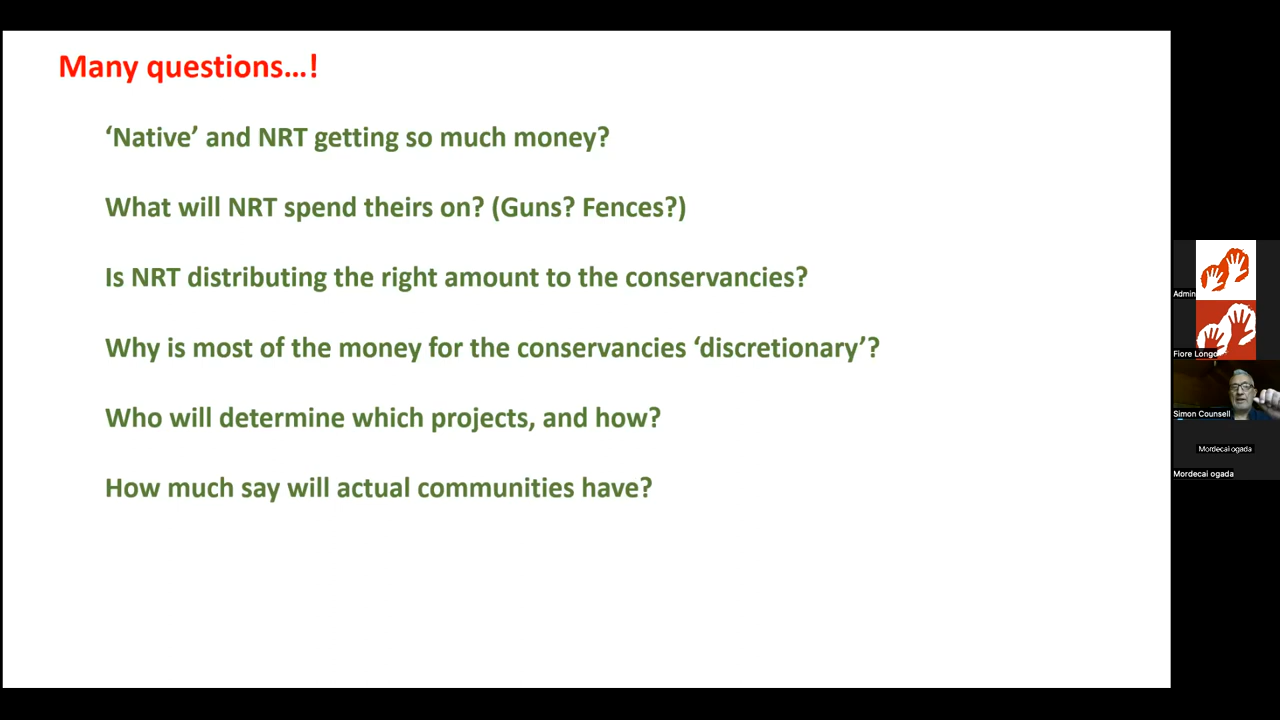 Many questions…!
‘Native’ and NRT getting so much money?
What will NRT spend theirs on? (Guns? Fences?)
Is NRT distributing the right amount to the conservancies?
Why is most of the money for the conservancies ‘discretionary’?
Who will determine which projects, and how?
How much say will actual communities have?
Admin
Fiore Longo
Simon Counsell
Mordecai ogada
Mordecai ogada